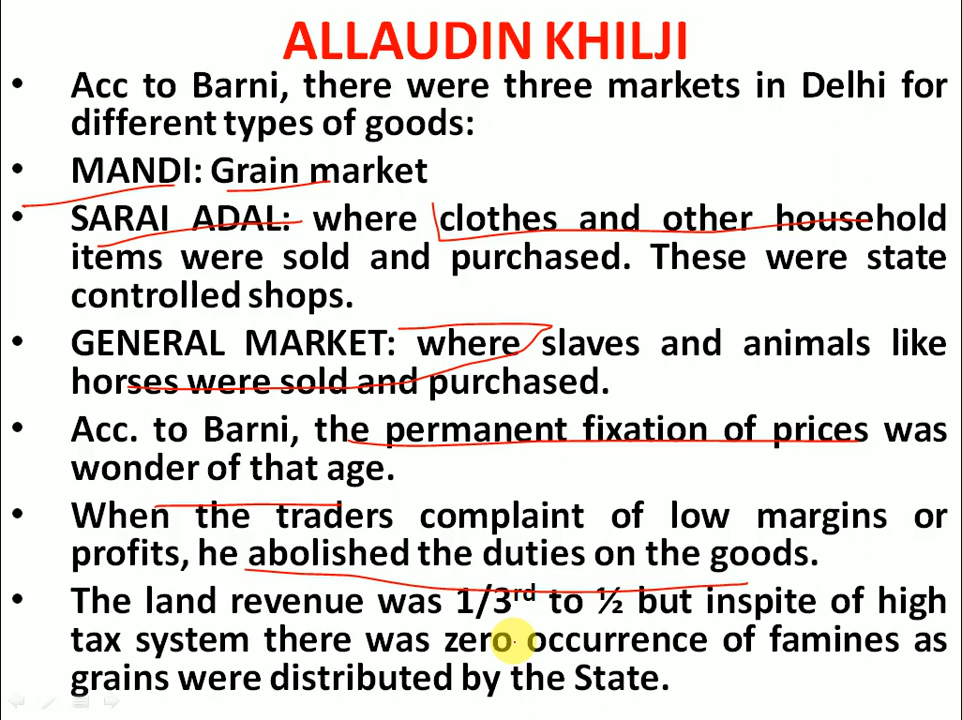 ALLAUDIN KHILJI
• Acc to Barni, there were three markets in Delhi for
different types of goods:
• MANDI: Grain market
• SARAI ADAL: where clothes and other household
items were sold and purchased. These were state
controlled shops.
• GENERAL MARKET: where slaves and animals like
horses were sold and purchased.
• Acc. to Barni, the permanent fixation of prices was
wonder of that age.
• When the traders complaint of low margins or
profits, he abolished the duties on the goods.
• The land revenue was 1/3rd to ½ but inspite of high
tax system there was zero occurrence of famines as
grains were distributed by the State.